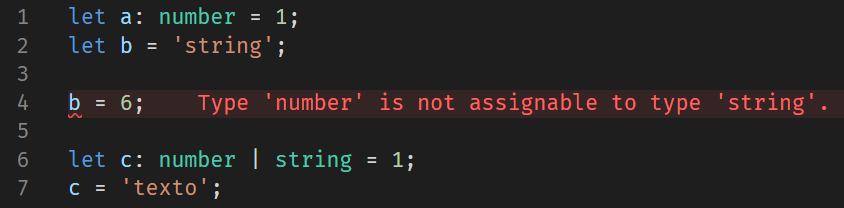 1 let a: number = 1;
2 let b = 'string';
3
4 b = 6; Type 'number' is not assignable to type 'string'.
5
6 let c: number | string = 1;
7 c = 'texto';